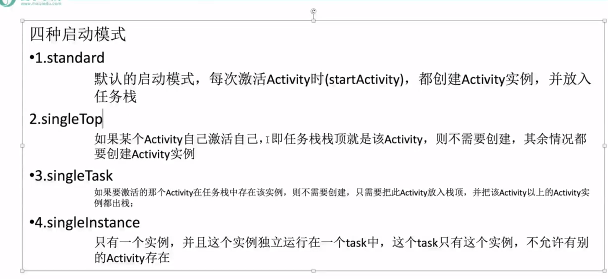 www.macyedu.com
四种启动模式
•1.standard
默认的启动模式，每次激活Activity时(startActivity)，都创建Activity实例，并放入
任务栈
2.singleTop
如果某个Activity自己激活自己，即任务栈栈顶就是该Activity，则不需要创建，其余情况都
要创建Activity实例
•3.singleTask
如果要激活的那个Activity在任务栈中存在该实例，则不需要创建，只需要把此Activity放入栈顶，并把该Activity以上的Activity实
例都出栈；
•4.singleInstance
只有一个实例，并且这个实例独立运行在一个task中，这个task只有这个实例，不允许有别
的Activity存在